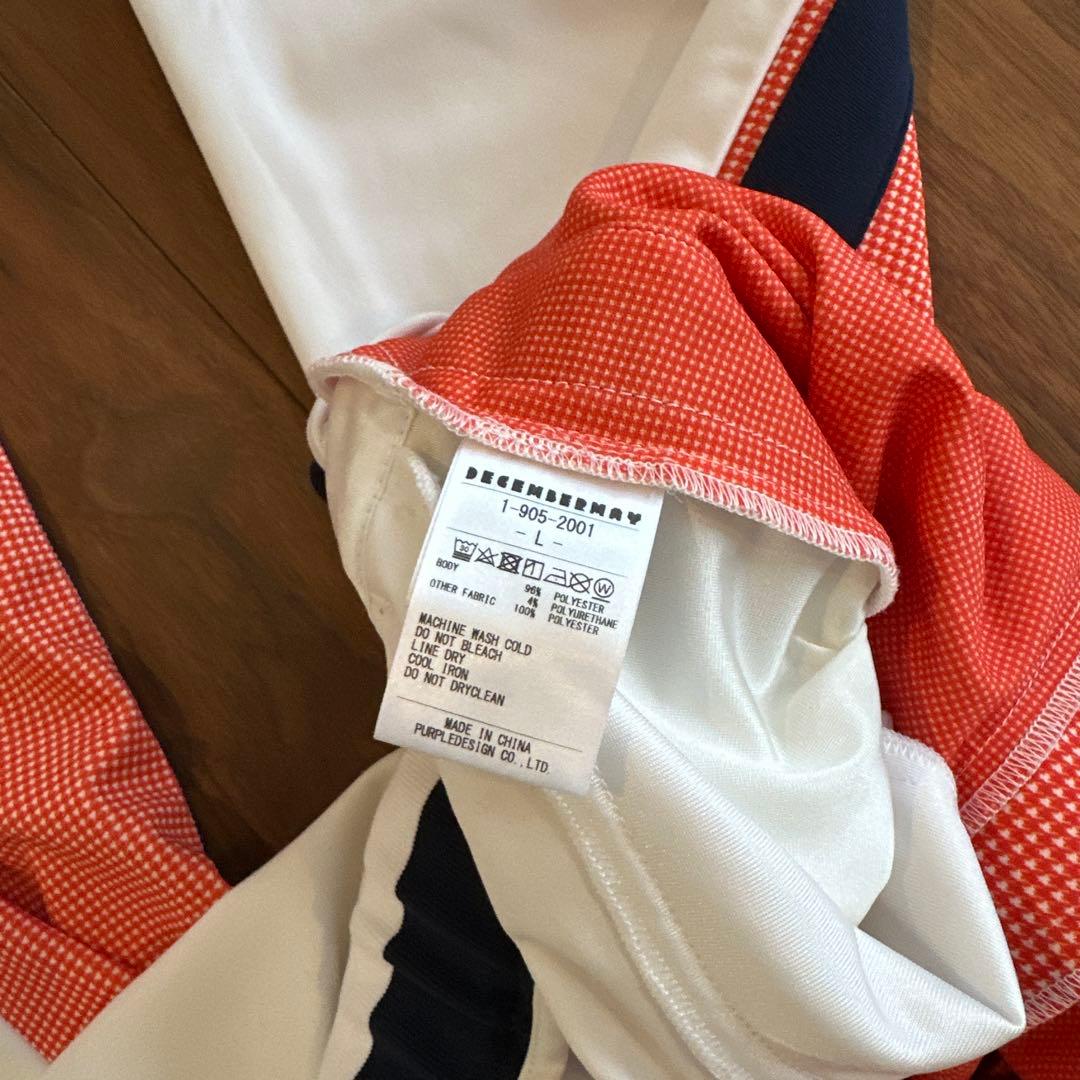 DECEMBERMAY
1-905-2001
- L -
30 W
BODY 96% POLYESTER
4% POLYURETHANE
OTHER FABRIC 100% POLYESTER
MACHINE WASH COLD
DO NOT BLEACH
LINE DRY
COOL IRON
DO NOT DRYCLEAN
MADE IN CHINA
PURPLEDESIGN CO.,LTD.